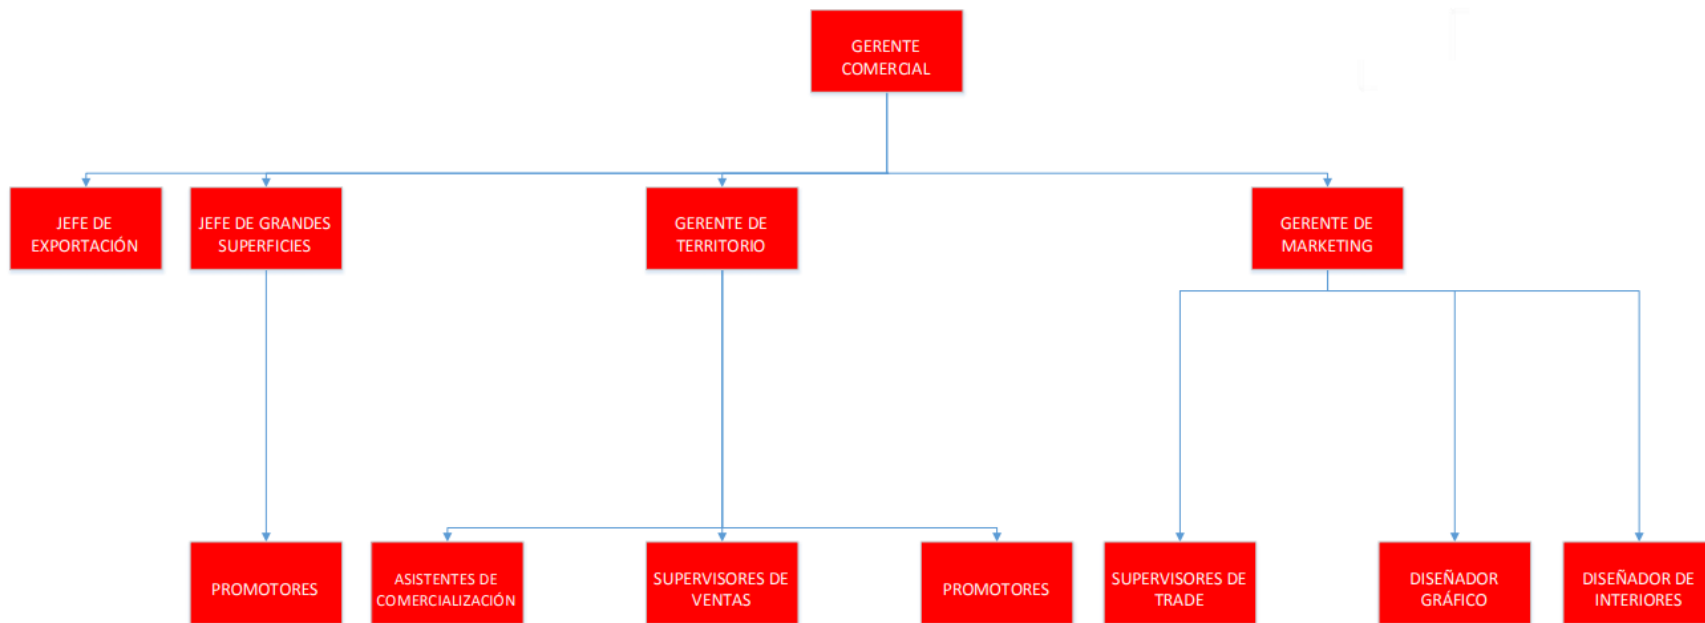 GERENTE
COMERCIAL
JEFE DE
EXPORTACIÓN
JEFE DE GRANDES
SUPERFICIES
GERENTE DE
TERRITORIO
GERENTE DE
MARKETING
PROMOTORES
ASISTENTES DE
COMERCIALIZACIÓN
SUPERVISORES DE
VENTAS
PROMOTORES
SUPERVISORES DE
TRADE
DISEÑADOR
GRÁFICO
DISEÑADOR DE
INTERIORES